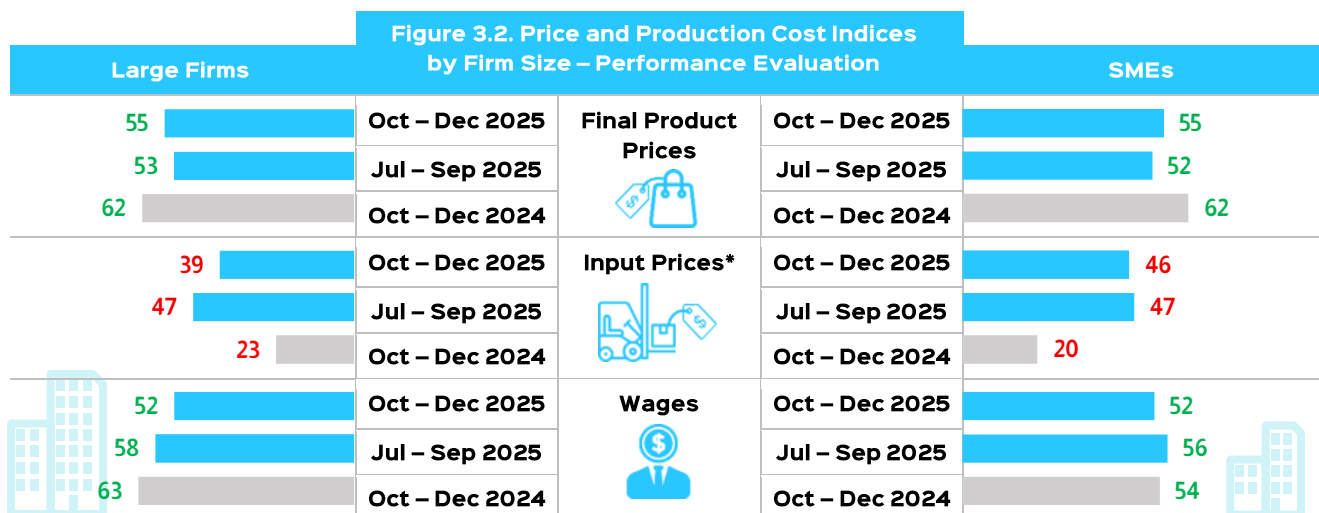 Figure 3.2. Price and Production Cost Indices
by Firm Size – Performance Evaluation
Large Firms
SMEs
55
Oct – Dec 2025
Final Product
Prices
Oct – Dec 2025
55
53
Jul – Sep 2025
Jul – Sep 2025
52
62
Oct – Dec 2024
$
Oct – Dec 2024
62
39
Oct – Dec 2025
Input Prices*
Oct – Dec 2025
46
47
Jul – Sep 2025
$
Jul – Sep 2025
47
23
Oct – Dec 2024
Oct – Dec 2024
20
52
Oct – Dec 2025
Wages
Oct – Dec 2025
52
58
Jul – Sep 2025
$
Jul – Sep 2025
56
63
Oct – Dec 2024
Oct – Dec 2024
54